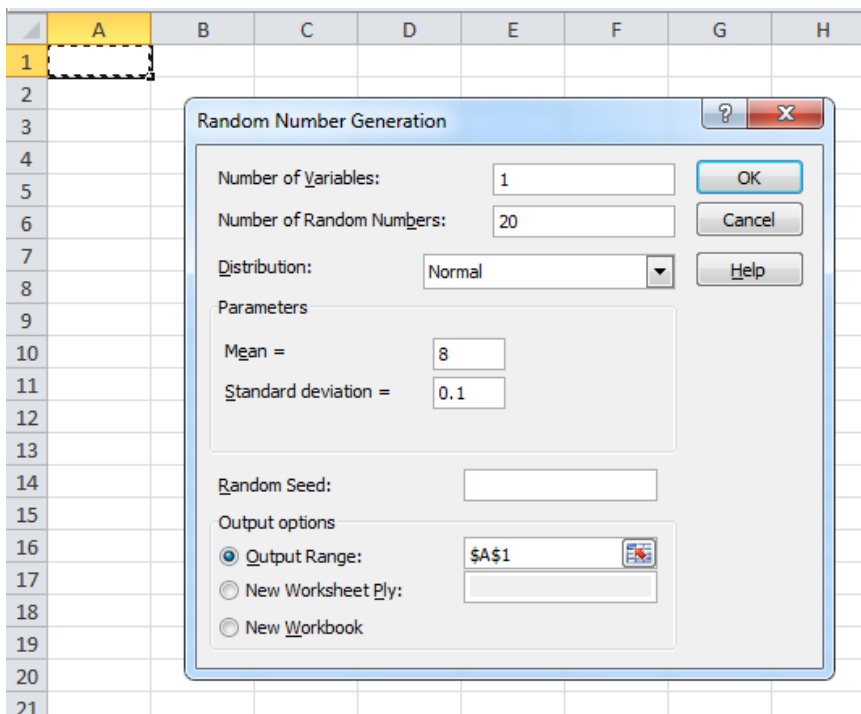 A B C D E F G H
1
2
3
Random Number Generation
?
4
5
6
7
8
9
10
11
12
13
14
15
16
17
18
19
20
21
Number of Variables: 1 OK
Number of Random Numbers: 20 Cancel
Distribution: Normal Help
Parameters
Mean = 8
Standard deviation = 0.1
Random Seed:
Output options
Output Range: $A$1
New Worksheet Ply:
New Workbook